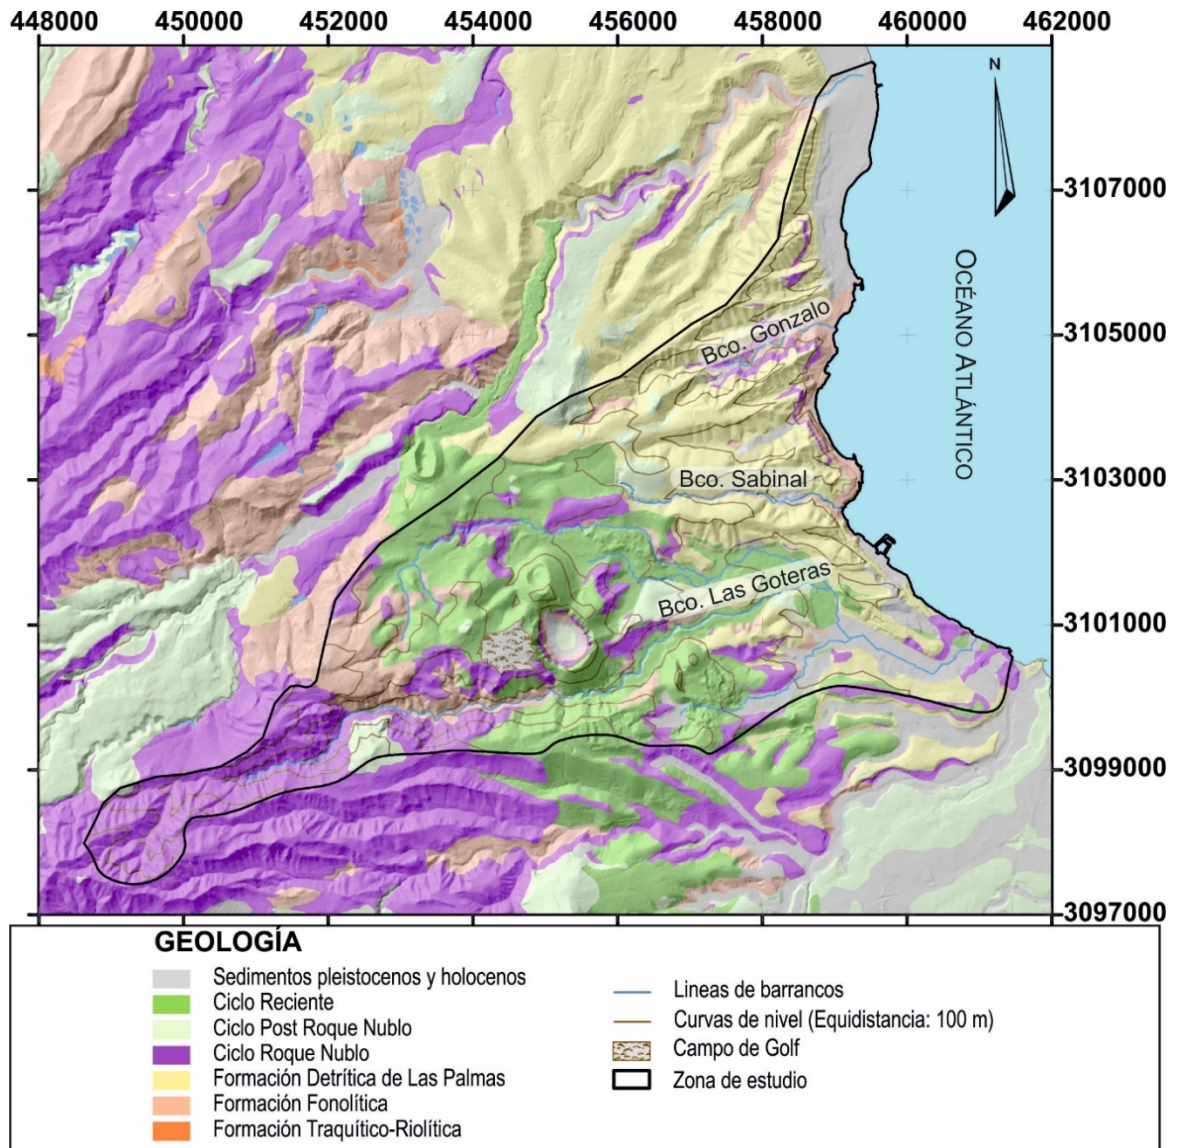 448000 450000 452000 454000 456000 458000 460000 462000
N
3107000
OCÉANO ATLÁNTICO
Bco. Gonzalo
3105000
Bco. Sabinal
3103000
Bco. Las Goteras
3101000
3099000
3097000
GEOLOGÍA
Sedimentos pleistocenos y holocenos
Ciclo Reciente
Ciclo Post Roque Nublo
Ciclo Roque Nublo
Formación Detrítica de Las Palmas
Formación Fonolítica
Formación Traquítico-Riolítica
Lineas de barrancos
Curvas de nivel (Equidistancia: 100 m)
Campo de Golf
Zona de estudio